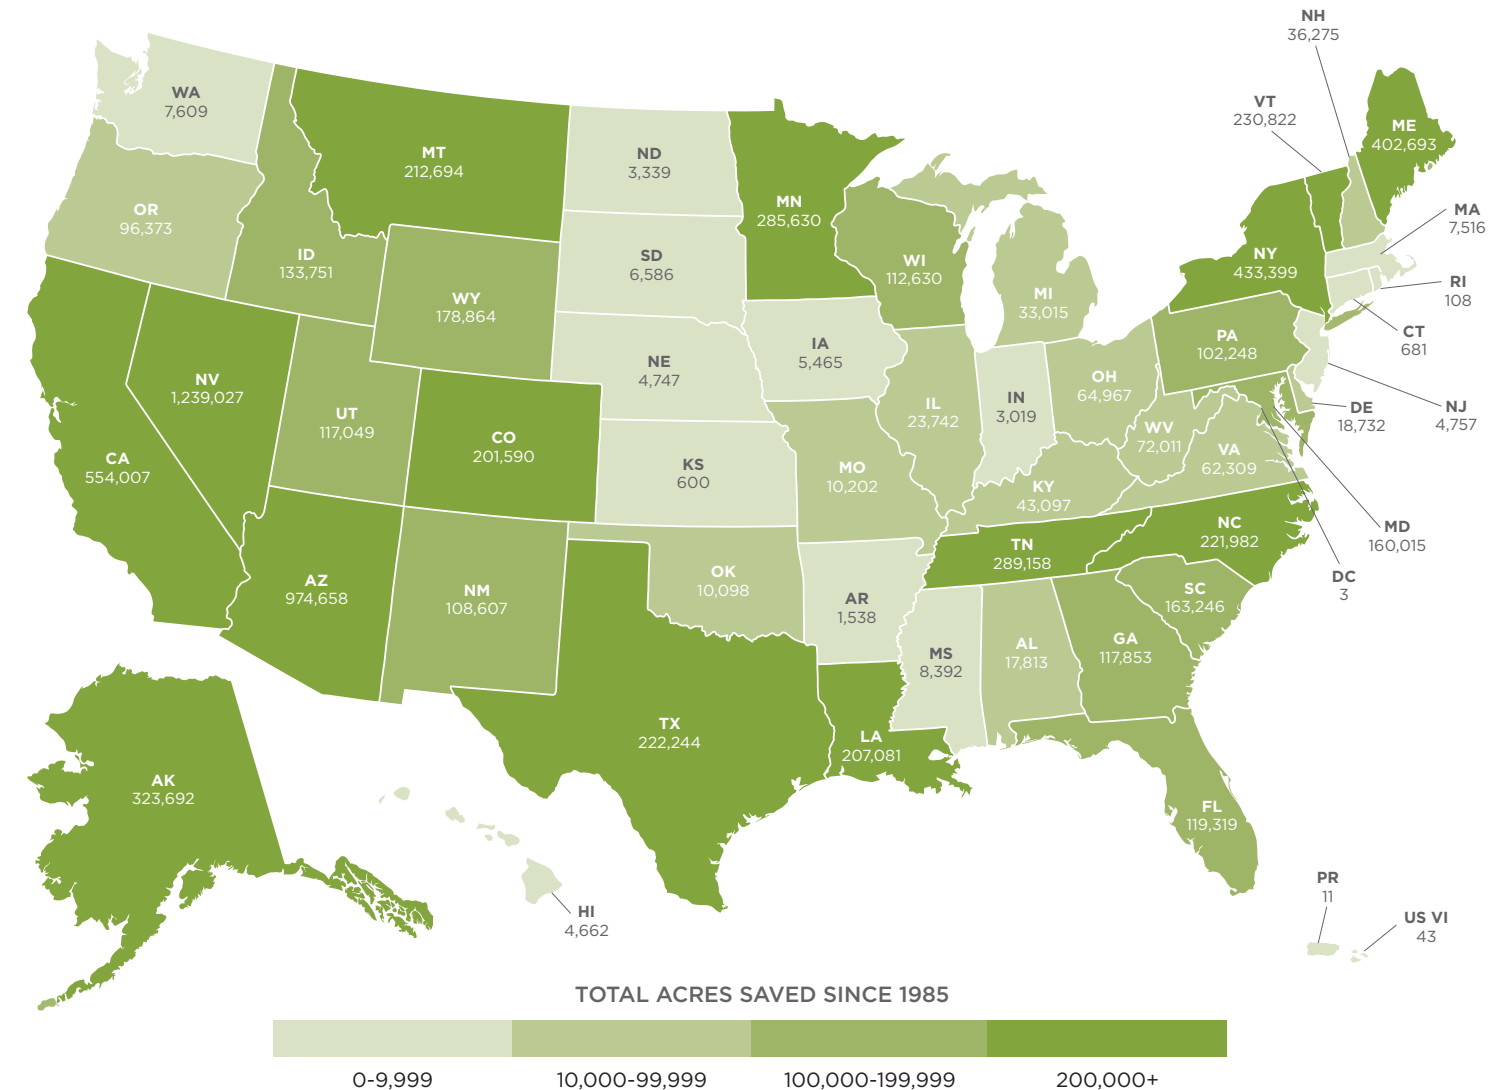 NH
36,275
VT
230,822
ME
402,693
WA
7,609
MT
212,694
ND
3,339
MN
285,630
OR
96,373
ID
133,751
SD
6,586
WI
112,630
MI
33,015
NY
433,399
MA
7,516
RI
108
CT
681
WY
178,864
NE
4,747
IA
5,465
PA
102,248
NV
1,239,027
UT
117,049
CO
201,590
IL
23,742
IN
3,019
OH
64,967
WV
72,011
DE
18,732
NJ
4,757
CA
554,007
KS
600
MO
10,202
KY
43,097
VA
62,309
MD
160,015
DC
3
AZ
974,658
NM
108,607
OK
10,098
AR
1,538
TN
289,158
NC
221,982
SC
163,246
MS
8,392
AL
17,813
GA
117,853
TX
222,244
LA
207,081
FL
119,319
AK
323,692
HI
4,662
PR
11
US VI
43
TOTAL ACRES SAVED SINCE 1985
0-9,999
10,000-99,999
100,000-199,999
200,000+